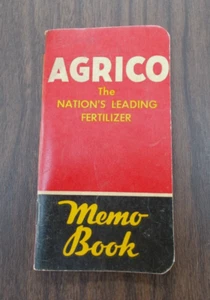 AGRICO
The
NATION'S LEADING
FERTILIZER
Memo
Book